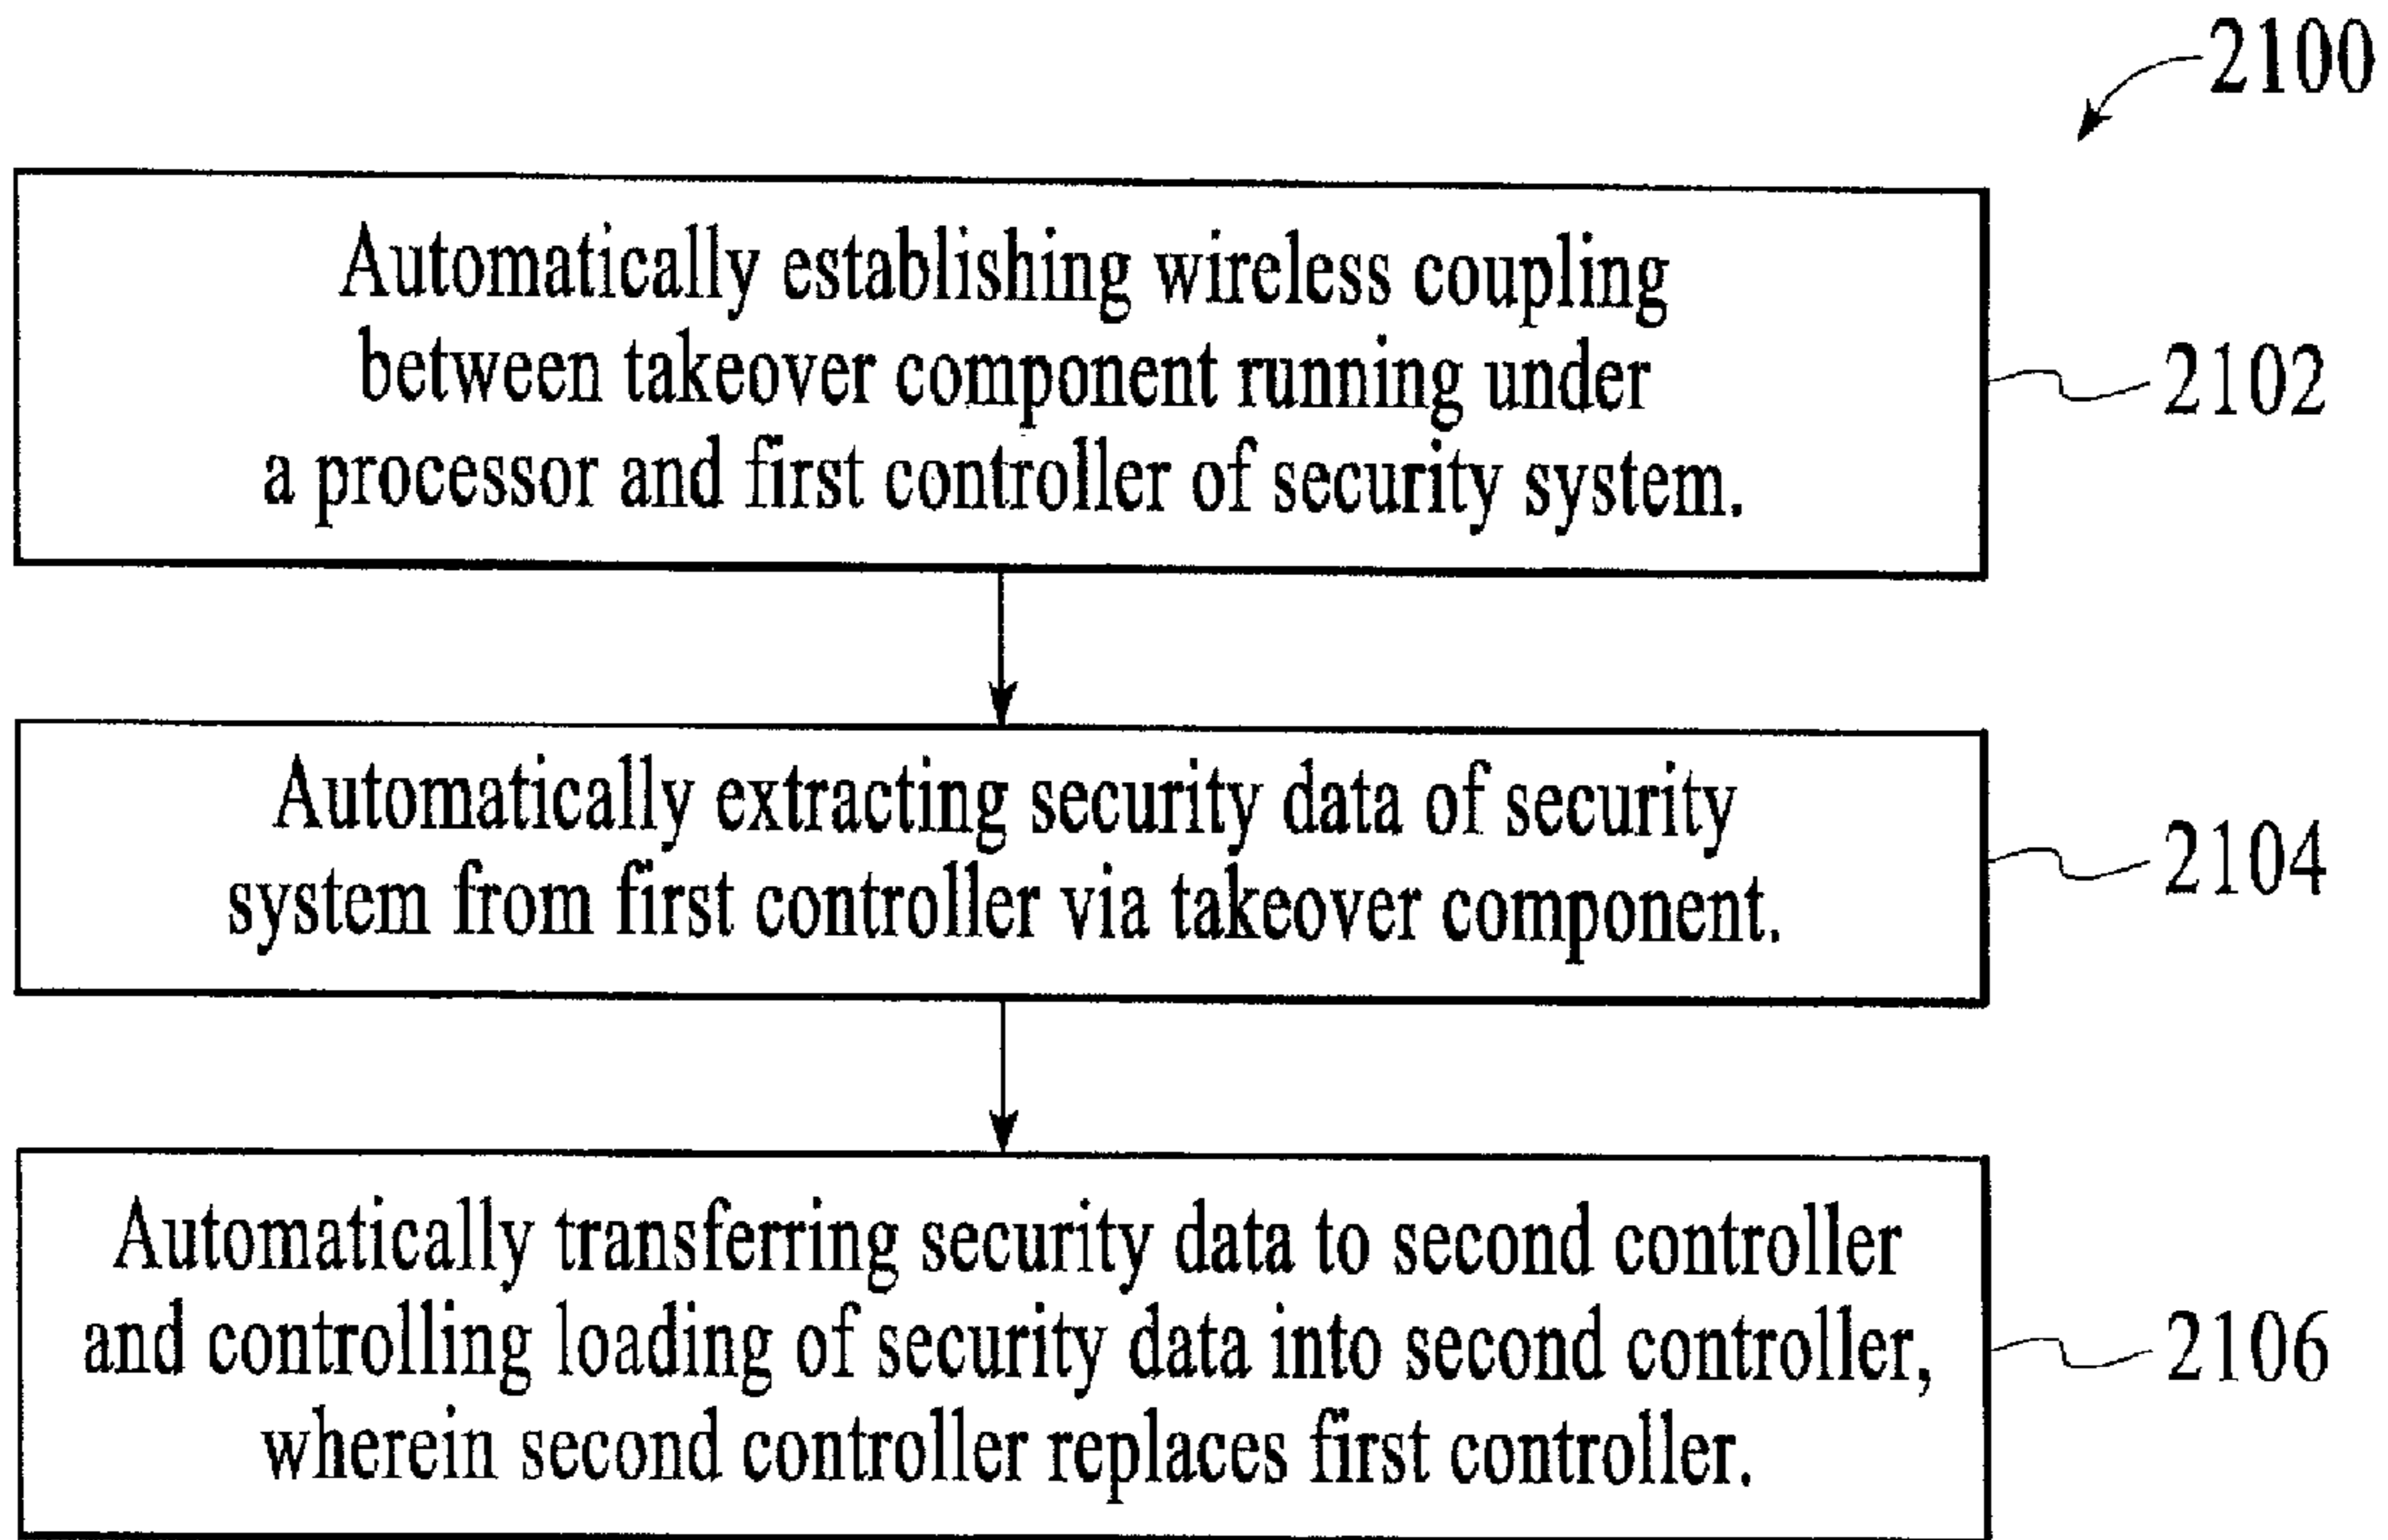 2100
Automatically establishing wireless coupling
between takeover component running under
a processor and first controller of security system.
2102
Automatically extracting security data of security
system from first controller via takeover component.
2104
Automatically transferring security data to second controller
and controlling loading of security data into second controller,
wherein second controller replaces first controller.
2106